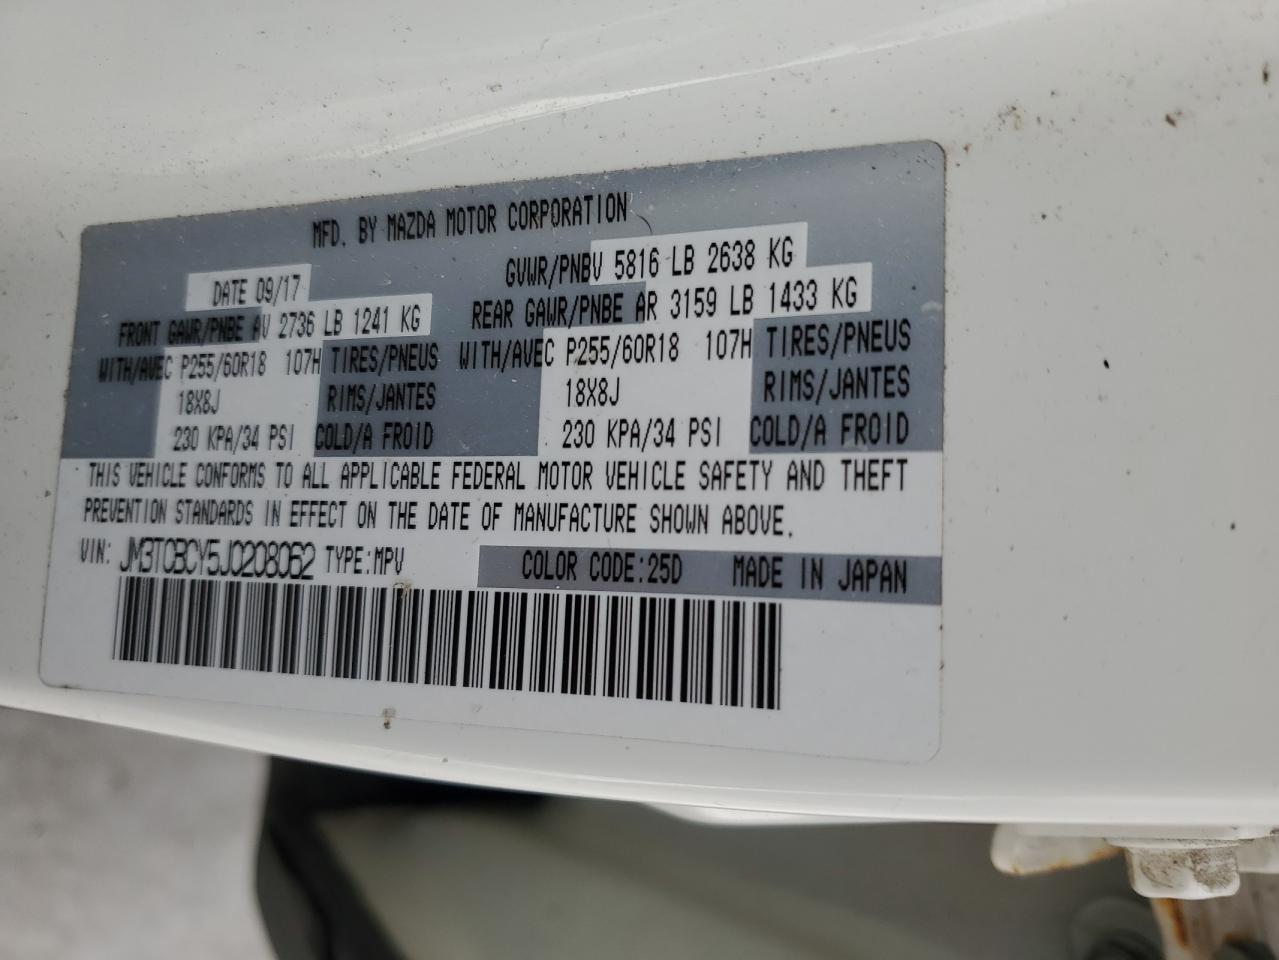 MFD. BY MAZDA MOTOR CORPORATION
DATE 09/17 GVWR/PNBV 5816 LB 2638 KG
FRONT GAWR/PNBE AV 2736 LB 1241 KG REAR GAWR/PNBE AR 3159 LB 1433 KG
WITH/AVEC P255/60R18 107H TIRES/PNEUS WITH/AVEC P255/60R18 107H TIRES/PNEUS
18X8J RIMS/JANTES 18X8J RIMS/JANTES
230 KPA/34 PSI COLD/A FROID 230 KPA/34 PSI COLD/A FROID
THIS VEHICLE CONFORMS TO ALL APPLICABLE FEDERAL MOTOR VEHICLE SAFETY AND THEFT
PREVENTION STANDARDS IN EFFECT ON THE DATE OF MANUFACTURE SHOWN ABOVE.
VIN: JM3TCBCY5J0208062 TYPE:MPV COLOR CODE:25D MADE IN JAPAN